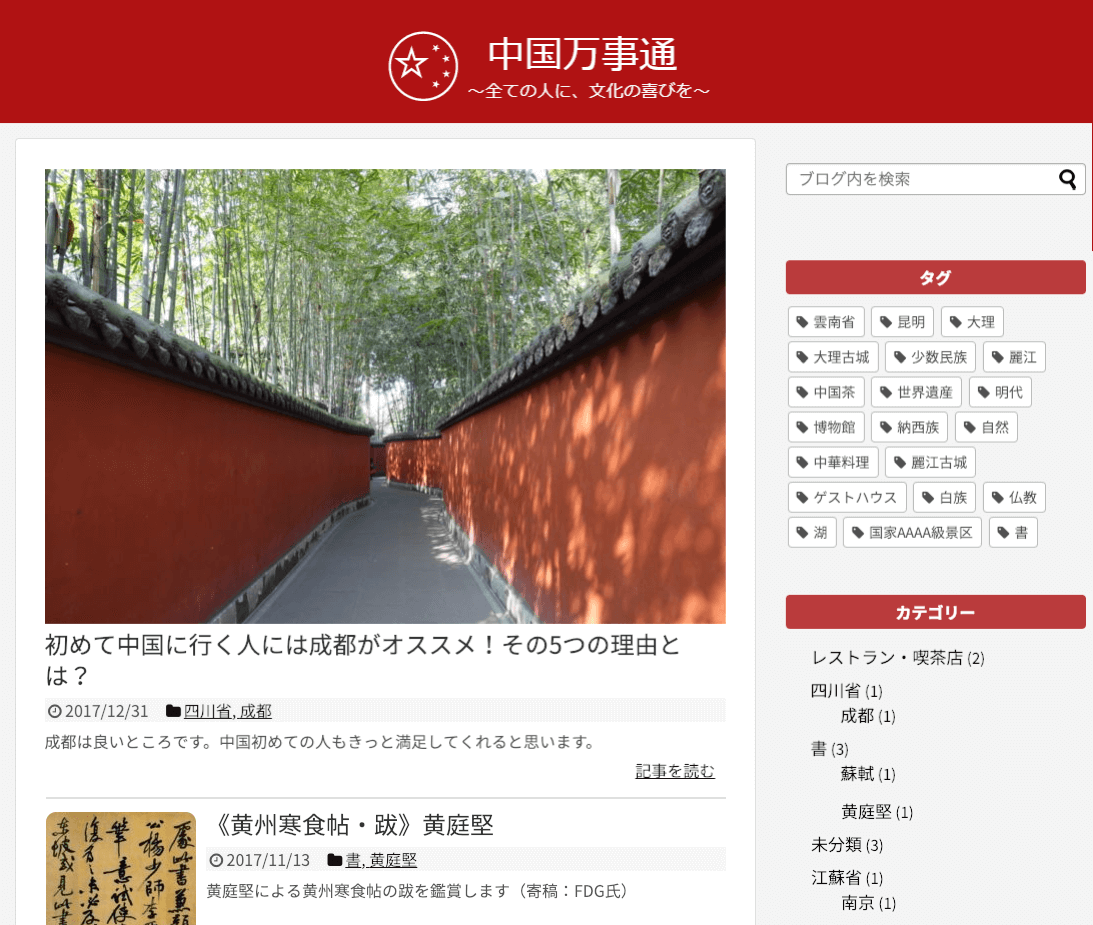 中国万事通
～全ての人に、文化の喜びを～
初めて中国に行く人には成都がオススメ！その5つの理由と
は？
2017/12/31 四川省, 成都
成都は良いところです。中国初めての人もきっと満足してくれると思います。
記事を読む
《黄州寒食帖・跋》黄庭堅
2017/11/13 書, 黄庭堅
黄庭堅による黄州寒食帖の跋を鑑賞します（寄稿：FDG氏）
ブログ内を検索
タグ
雲南省 昆明 大理
大理古城 少数民族 麗江
中国茶 世界遺産 明代
博物館 納西族 自然
中華料理 麗江古城
ゲストハウス 白族 仏教
湖 国家AAAA級景区 書
カテゴリー
レストラン・喫茶店 (2)
四川省 (1)
成都 (1)
書 (3)
蘇軾 (1)
黄庭堅 (1)
未分類 (3)
江蘇省 (1)
南京 (1)